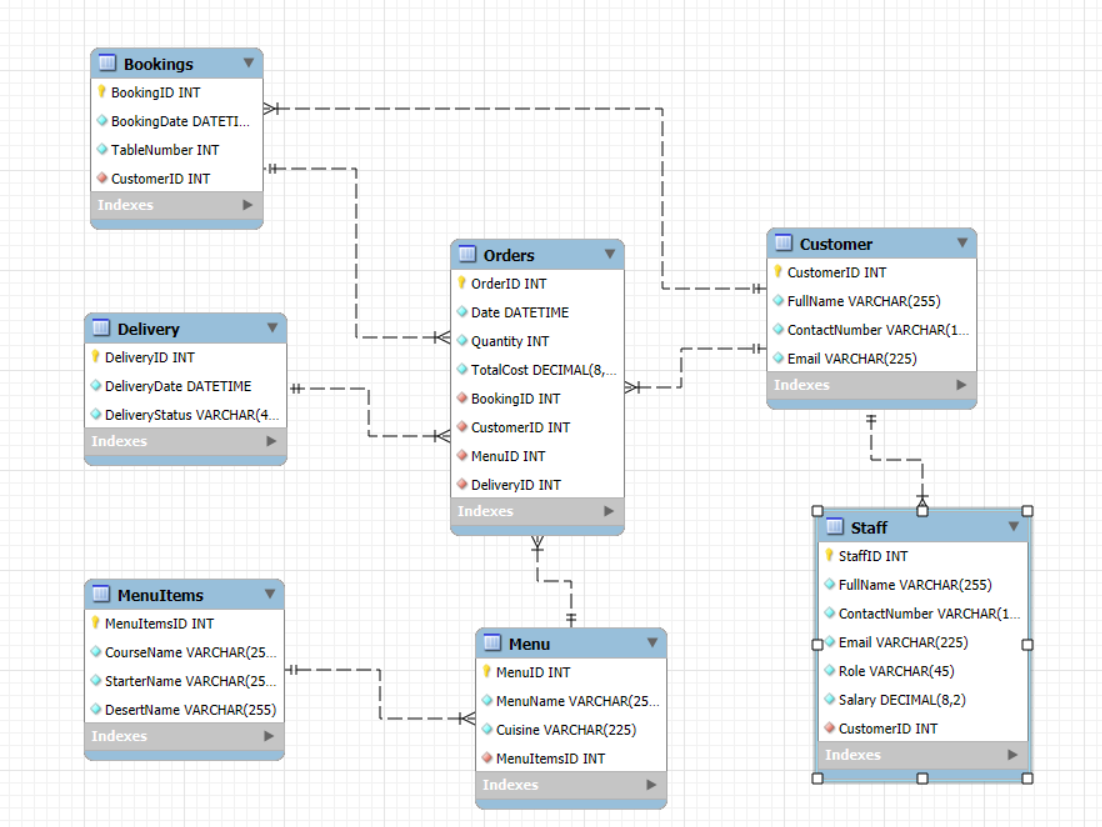 Bookings
BookingID INT
BookingDate DATETI...
TableNumber INT
CustomerID INT
Indexes
Delivery
DeliveryID INT
DeliveryDate DATETIME
DeliveryStatus VARCHAR(4...
Indexes
MenuItems
MenuItemsID INT
CourseName VARCHAR(25...
StarterName VARCHAR(25...
DesertName VARCHAR(255)
Indexes
Orders
OrderID INT
Date DATETIME
Quantity INT
TotalCost DECIMAL(8,...
BookingID INT
CustomerID INT
MenuID INT
DeliveryID INT
Indexes
Menu
MenuID INT
MenuName VARCHAR(25...
Cuisine VARCHAR(225)
MenuItemsID INT
Indexes
Customer
CustomerID INT
FullName VARCHAR(255)
ContactNumber VARCHAR(1...
Email VARCHAR(225)
Indexes
Staff
StaffID INT
FullName VARCHAR(255)
ContactNumber VARCHAR(1...
Email VARCHAR(225)
Role VARCHAR(45)
Salary DECIMAL(8,2)
CustomerID INT
Indexes